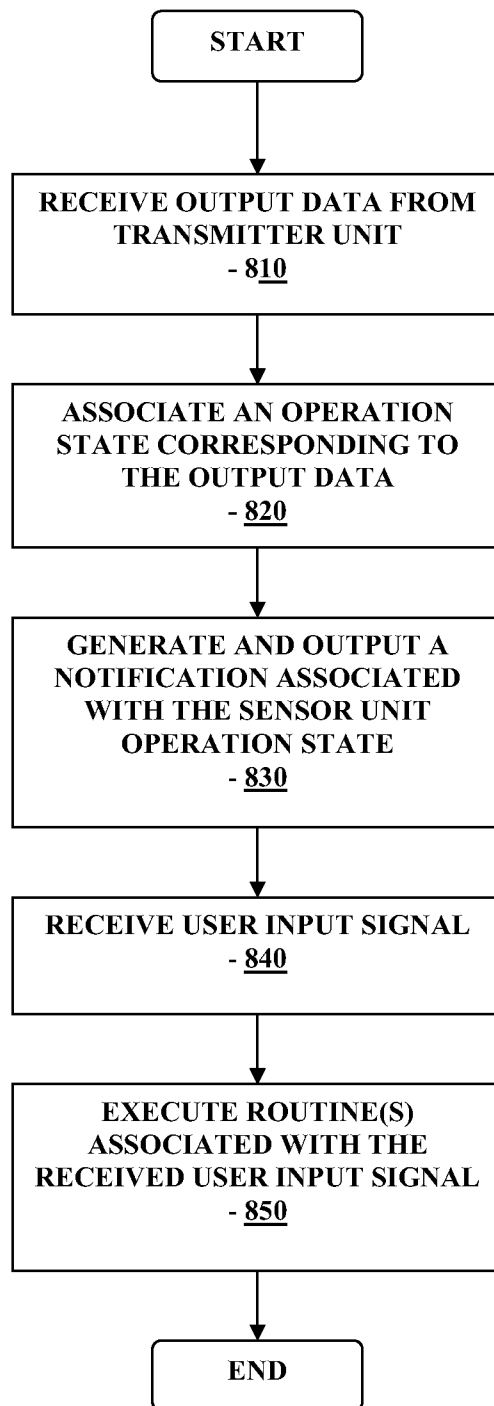 START
RECEIVE OUTPUT DATA FROM
TRANSMITTER UNIT
- 810
ASSOCIATE AN OPERATION
STATE CORRESPONDING TO
THE OUTPUT DATA
- 820
GENERATE AND OUTPUT A
NOTIFICATION ASSOCIATED
WITH THE SENSOR UNIT
OPERATION STATE
- 830
RECEIVE USER INPUT SIGNAL
- 840
EXECUTE ROUTINE(S)
ASSOCIATED WITH THE
RECEIVED USER INPUT SIGNAL
- 850
END